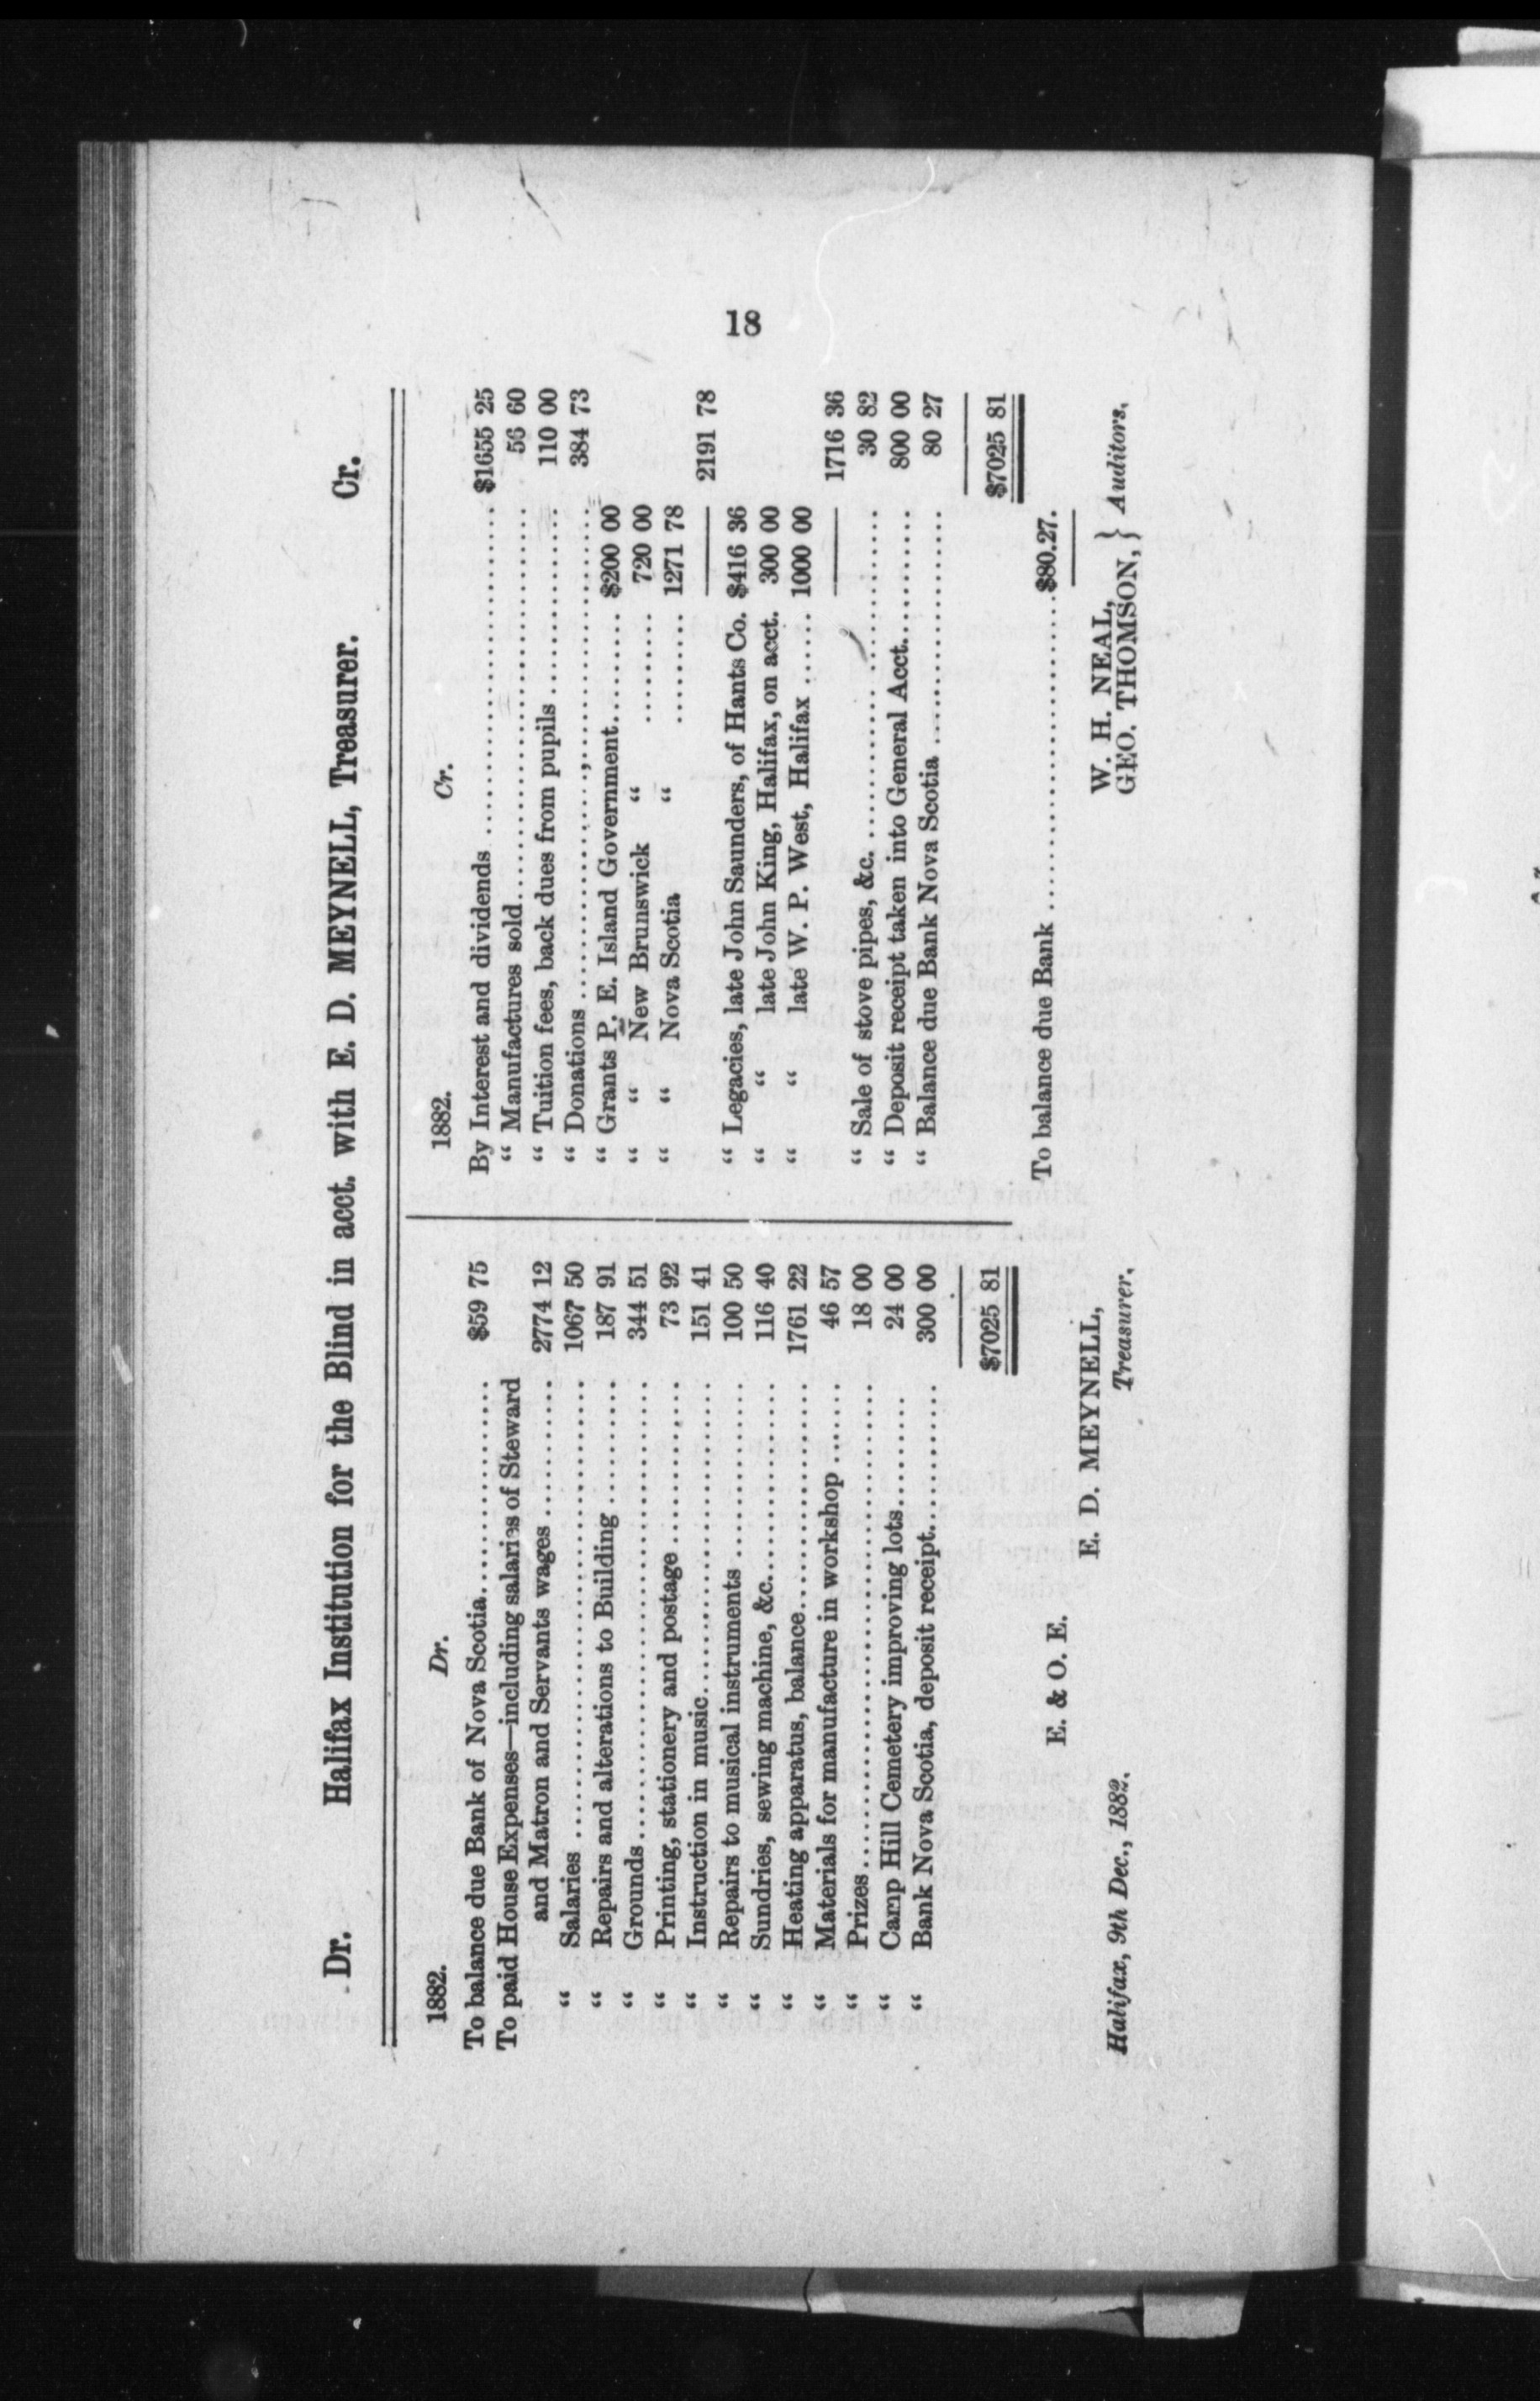 18
Dr. Halifax Institution for the Blind in acct. with E. D. MEYNELL, Treasurer. Cr.
1882. Dr.
To balance due Bank of Nova Scotia........................ $59 75
To paid House Expenses—including salaries of Steward
and Matron and Servants wages ............ 2774 12
" Salaries .................................... 1067 50
" Repairs and alterations to Building .......... 187 91
" Grounds.................................... 344 51
" Printing, stationery and postage .............. 73 92
" Instruction in music........................... 151 41
" Repairs to musical instruments ................ 100 50
" Sundries, sewing machine, &c.................. 116 40
" Heating apparatus, balance.................... 1761 22
" Materials for manufacture in workshop ....... 46 57
" Prizes...................................... 18 00
" Camp Hill Cemetery improving lots.......... 24 00
" Bank Nova Scotia, deposit receipt............ 300 00
$7025 81
E. & O. E.
E. D. MEYNELL,
Treasurer.
Halifax, 9th Dec., 1882.
1882. Cr.
By Interest and dividends .......................... $1655 25
" Manufactures sold............................. 56 60
" Tuition fees, back dues from pupils ............. 110 00
" Donations .................................... 384 73
" Grants P. E. Island Government......... $200 00
" " New Brunswick " ......... 720 00
" " Nova Scotia " ......... 1271 78
2191 78
" Legacies, late John Saunders, of Hants Co. $416 36
" " late John King, Halifax, on acct. 300 00
" " late W. P. West, Halifax ...... 1000 00
1716 36
" Sale of stove pipes, &c. ........................ 30 82
" Deposit receipt taken into General Acct........... 800 00
" Balance due Bank Nova Scotia .................. 80 27
$7025 81
To balance due Bank .........................$80.27.
W. H. NEAL,
GEO. THOMSON, } Auditors.